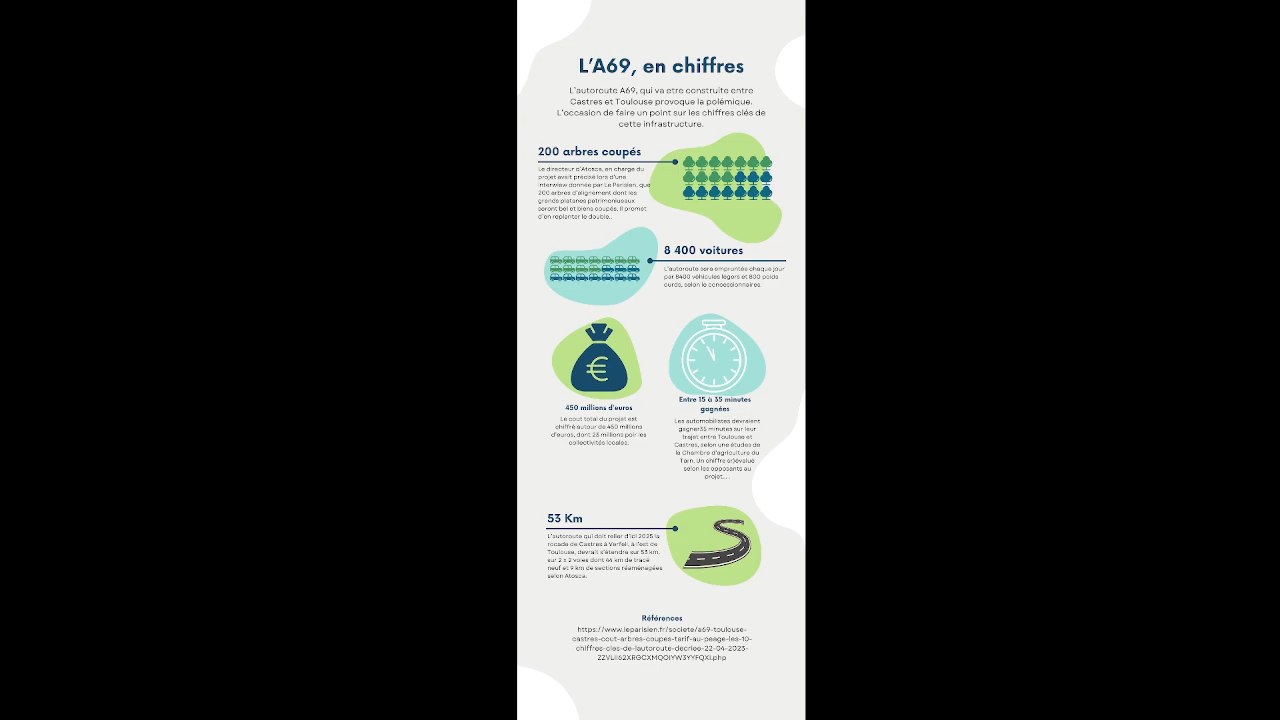 L'A69, en chiffres
L'autoroute A69, qui va etre construite entre
Castres et Toulouse provoque la polémique.
L'occasion de faire un point sur les chiffres clés de
cette infrastructure.
200 arbres coupés
Le directeur d'Atosca, en charge du
projet avait précisé lors d'une
interview donnée par Le Parisien, que
200 arbres d'alignement dont les
grands platanes patrimoniuaux
seront bel et biens coupés. Il promet
d'en replanter le double..
8 400 voitures
L'autoroute sera empruntés chaque jour
par 8400 véhicules légers et 800 poids
ourds, selon le concessionnaires.
450 millions d'euros
Le cout total du projet est
chiffré autour de 450 millions
d'euros, dont 23 millions poir les
collectivités locales.
Entre 15 à 35 minutes
gagnées
Les automobilistes devraient
gagner35 minutes sur leur
trajet entre Toulouse et
Castres, selon une études de
la Chambre d'agriculture du
Tarn. Un chiffre sréévalué
selon les opposants au
projet....
53 Km
L'autoroute qui doit relier d'ici 2025 la
rocade de Castres à Verfeil, à l'est de
Toulouse, devrait s'étendre sur 53 km,
sur 2 x 2 voies dont 44 km de tracé
neuf et 9 km de sections réaménagées
selon Atosca.
Références
https://www.leparisien.fr/societe/a69-toulouse-
castres-cout-arbres-coupes-tarif-au-peage-les-10-
chiffres-cles-de-lautoroute-decriee-22-04-2023-
ZZVLII62XRGCXMQOIYW3YYFQXI.php